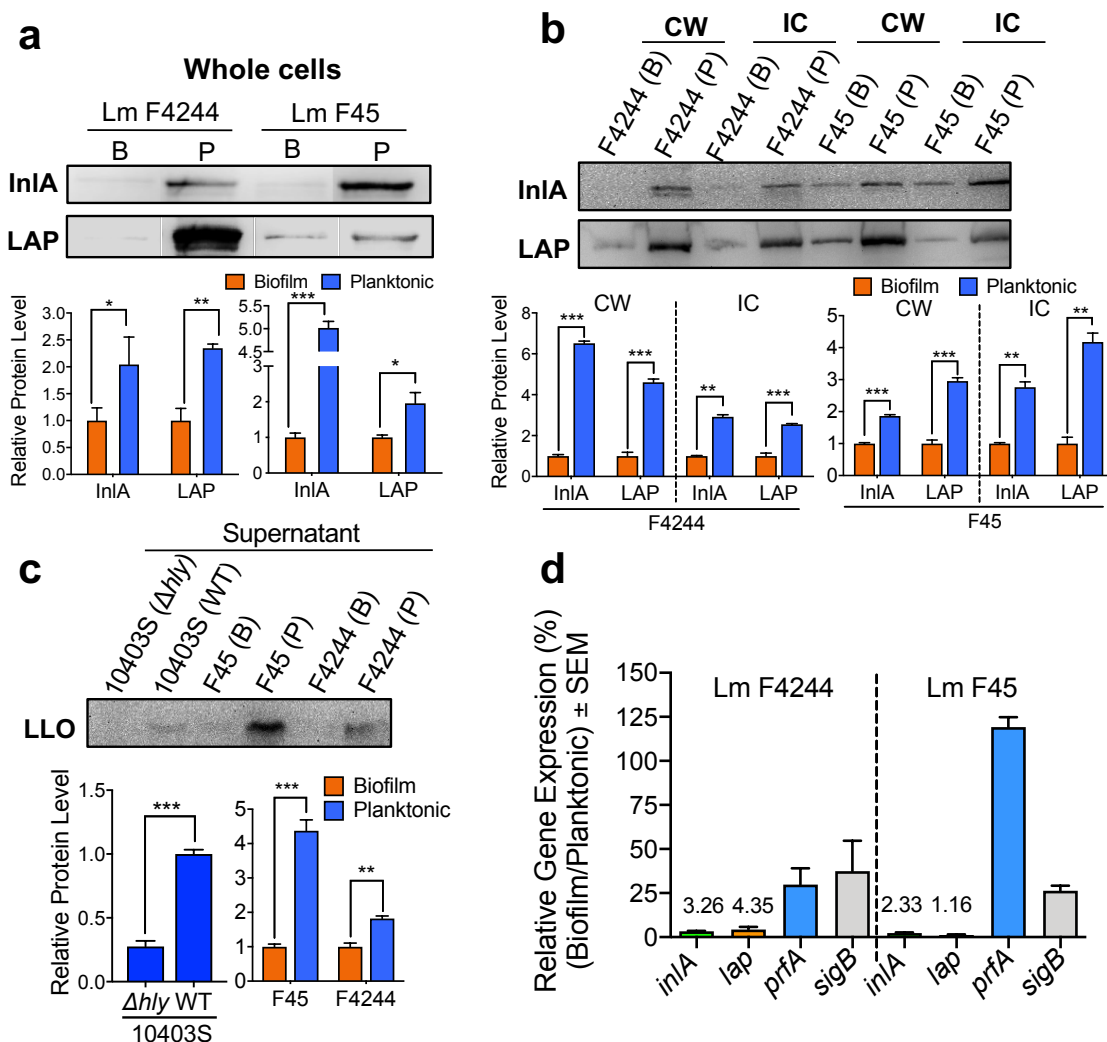 a
Whole cells
Lm F4244 Lm F45
B P B P
InlA
LAP
Biofilm Planktonic
Relative Protein Level
3.0
2.5
2.0
1.5
1.0
0.5
0.0
* **
InlA LAP
5.5
5.0
4.5
2
1
0
*** *
InlA LAP
b
CW IC CW IC
F4244 (B) F4244 (P) F4244 (B) F4244 (P) F45 (B) F45 (P) F45 (B) F45 (P)
InlA
LAP
Biofilm Planktonic
Relative Protein Level
CW IC
8
6
4
2
0
*** *** ** ***
InlA LAP InlA LAP
F4244
CW IC
5
4
3
2
1
0
*** *** ** **
InlA LAP InlA LAP
F45
c
Supernatant
10403S (Δhly) 10403S (WT) F45 (B) F45 (P) F4244 (B) F4244 (P)
LLO
Biofilm
Planktonic
Relative Protein Level
1.5
1.0
0.5
0.0
***
Δhly WT
10403S
5
4
3
2
1
0
*** **
F45 F4244
d
Relative Gene Expression (%)
(Biofilm/Planktonic) ± SEM
Lm F4244 Lm F45
150
125
100
75
50
25
0
3.26 4.35 2.33 1.16
inlA lap prfA sigB inlA lap prfA sigB